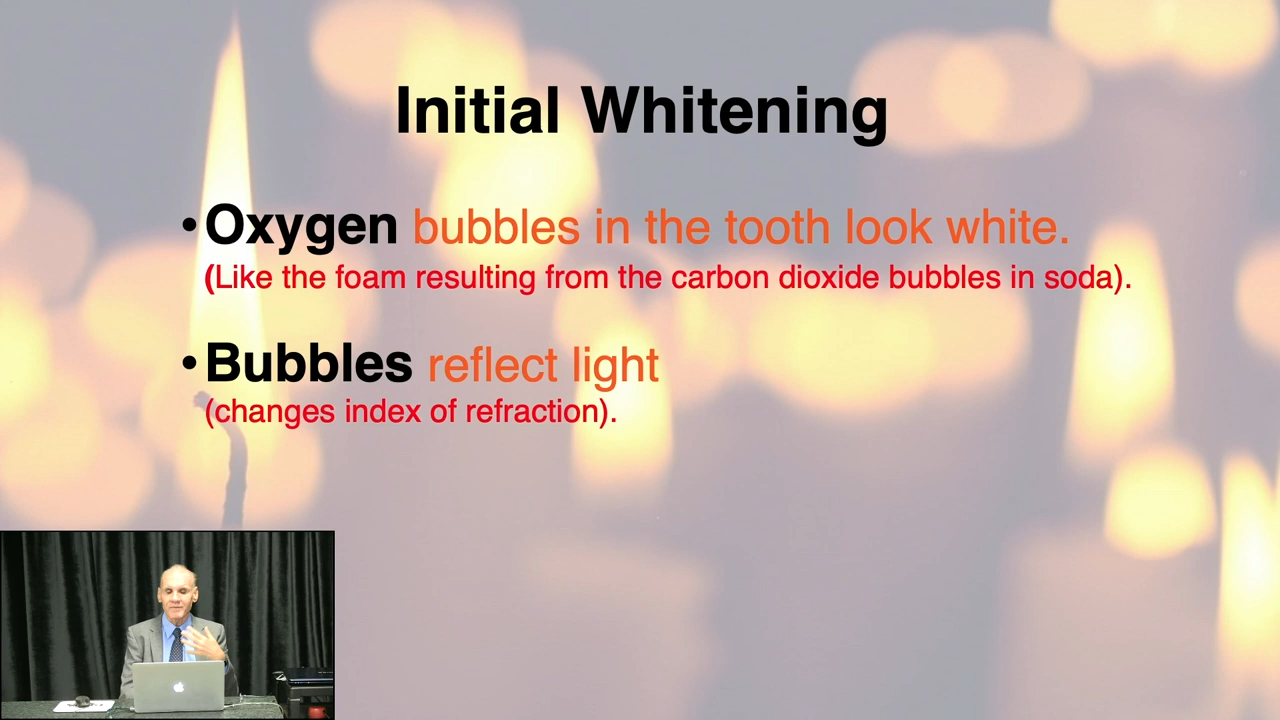 Initial Whitening
•Oxygen bubbles in the tooth look white.
(Like the foam resulting from the carbon dioxide bubbles in soda).
•Bubbles reflect light
(changes index of refraction).